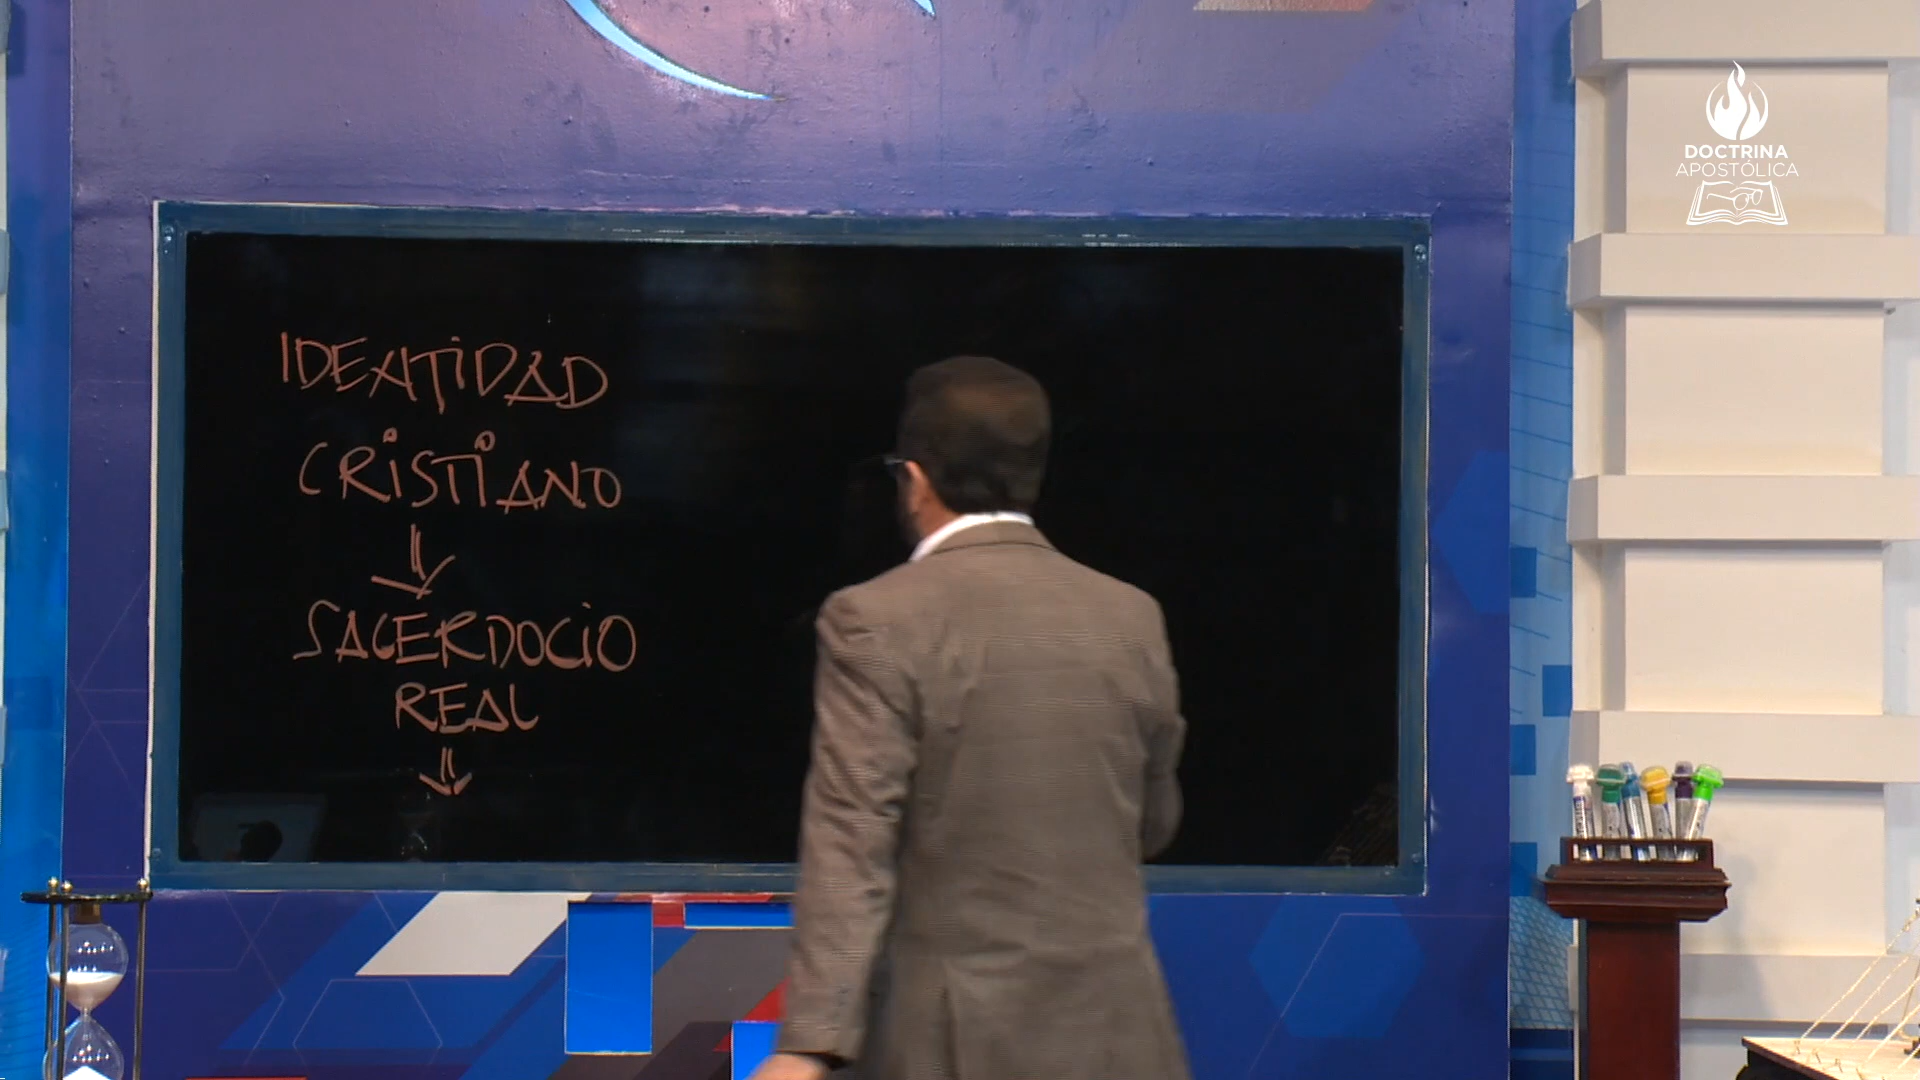 IDENTIDAD
CRISTIANO
SACERDOCIO
REAL
DOCTRINA
APOSTÓLICA